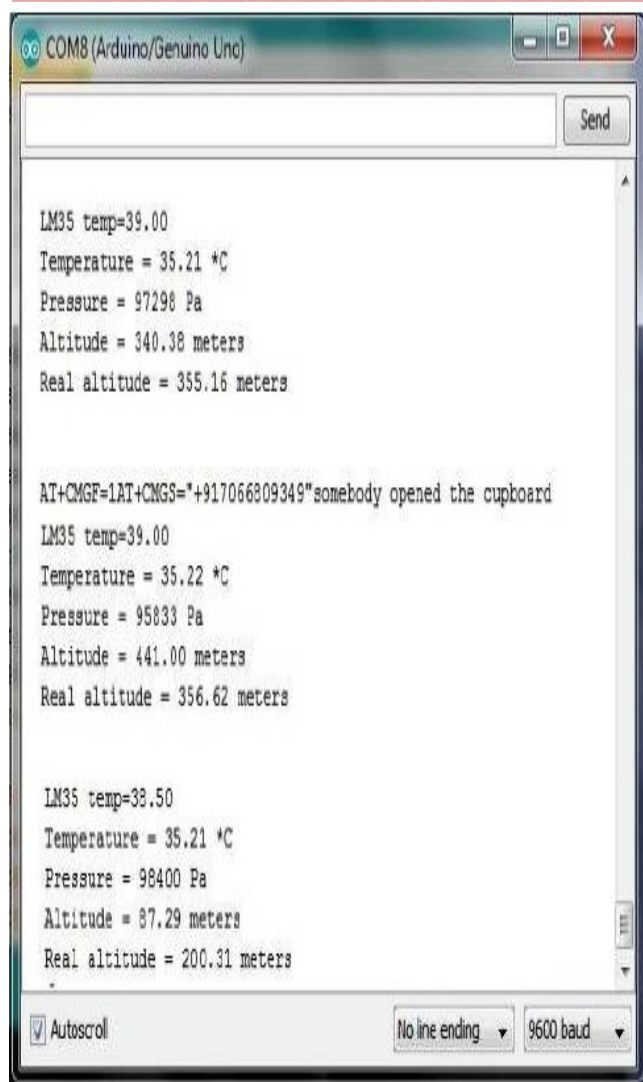 COM8 (Arduino/Genuino Uno)
Send
LM35 temp=39.00
Temperature = 35.21 *C
Pressure = 97298 Pa
Altitude = 340.38 meters
Real altitude = 355.16 meters
AT+CMGF=1AT+CMGS="+917066809349"somebody opened the cupboard
LM35 temp=39.00
Temperature = 35.22 *C
Pressure = 95833 Pa
Altitude = 441.00 meters
Real altitude = 356.62 meters
LM35 temp=38.50
Temperature = 35.21 *C
Pressure = 98400 Pa
Altitude = 87.29 meters
Real altitude = 200.31 meters
Autoscroll
No line ending
9600 baud